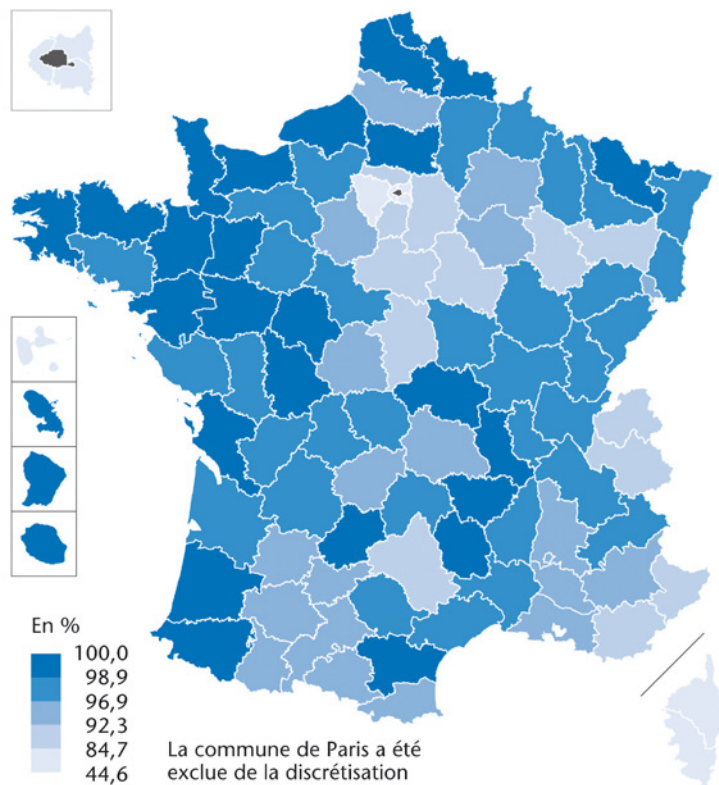 En %
100,0
98,9
96,9
92,3
84,7
44,6
La commune de Paris a été
exclue de la discrétisation